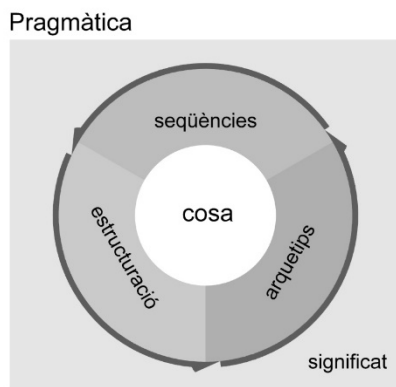 Pragmàtica
seqüències
cosa
estructuració
arquetips
significat